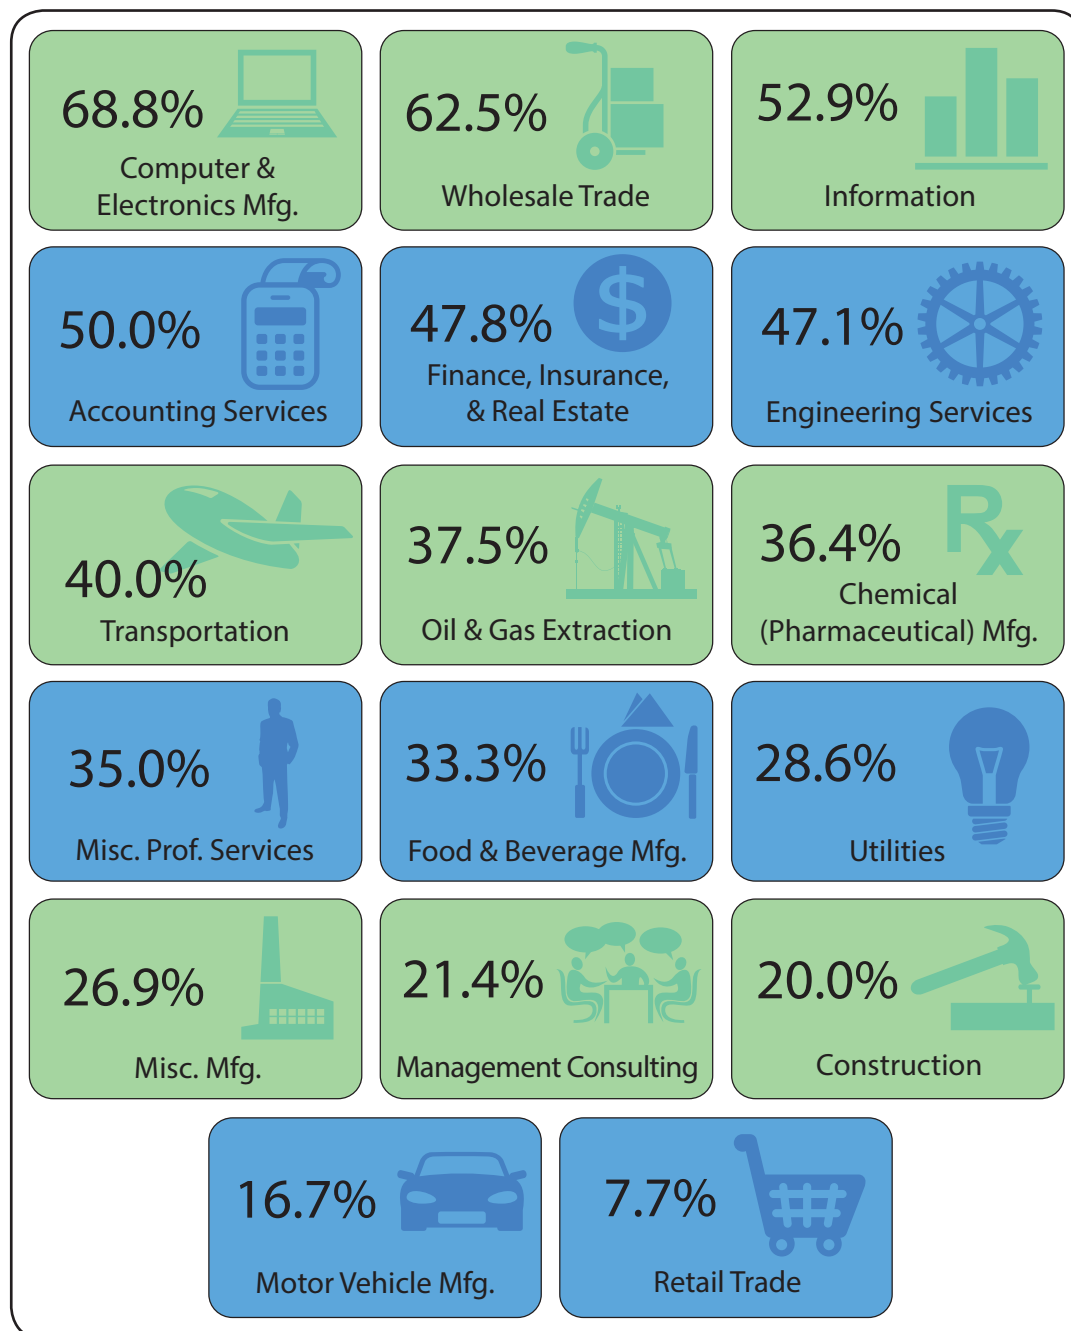 68.8%
Computer &
Electronics Mfg.
62.5%
Wholesale Trade
52.9%
Information
50.0%
Accounting Services
47.8%
Finance, Insurance,
& Real Estate
47.1%
Engineering Services
40.0%
Transportation
37.5%
Oil & Gas Extraction
36.4%
Chemical
(Pharmaceutical) Mfg.
35.0%
Misc. Prof. Services
33.3%
Food & Beverage Mfg.
28.6%
Utilities
26.9%
Misc. Mfg.
21.4%
Management Consulting
20.0%
Construction
16.7%
Motor Vehicle Mfg.
7.7%
Retail Trade